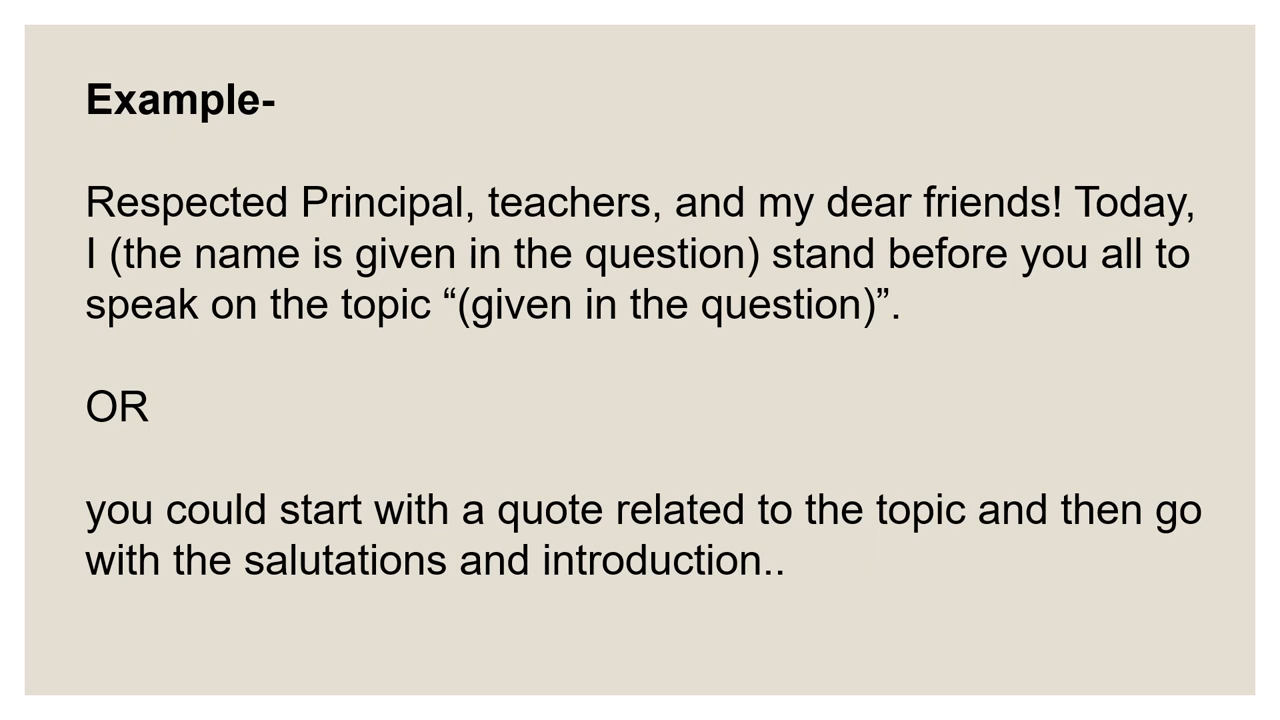 Example-
Respected Principal, teachers, and my dear friends! Today,
I (the name is given in the question) stand before you all to
speak on the topic “(given in the question)”.
OR
you could start with a quote related to the topic and then go
with the salutations and introduction..